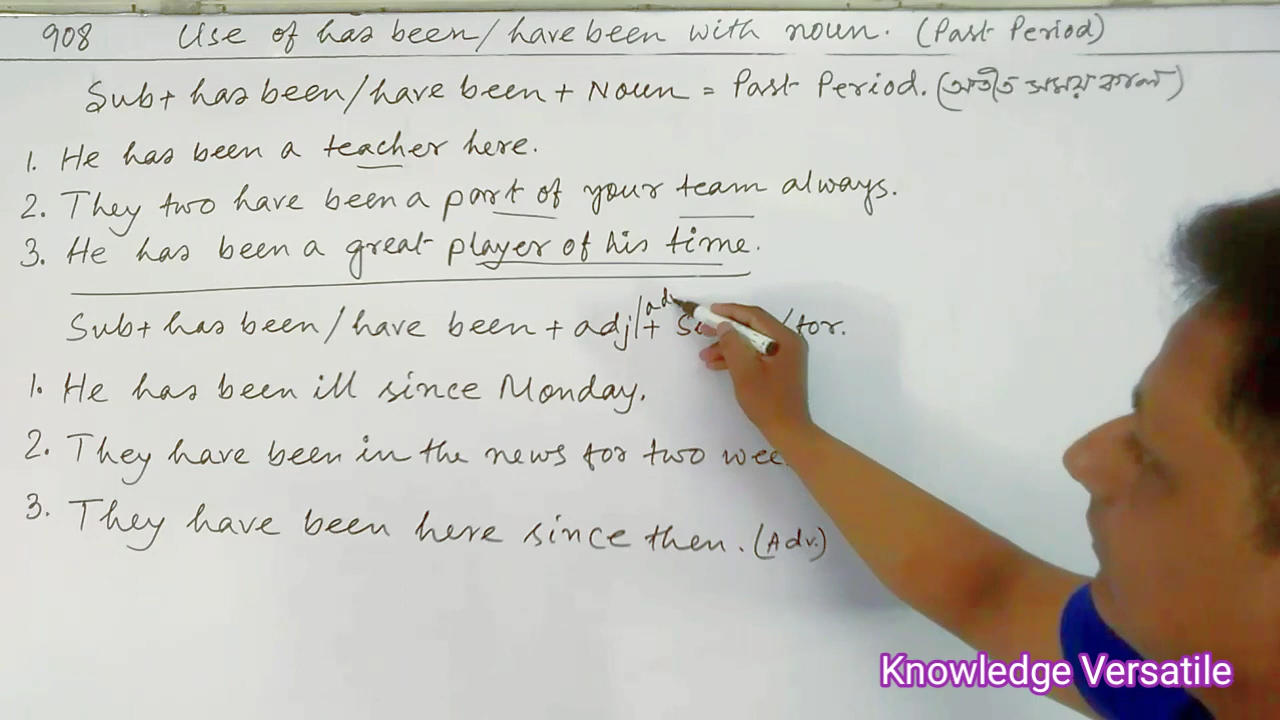 908 Use of has been/have been with noun. (Past Period)
Sub+ has been/have been + Noun = Past Period. (অতীত সময়কাল)
1. He has been a teacher here.
2. They two have been a part of your team always.
3. He has been a great player of his time.
Sub+ has been/have been + adj/adv + /for.
1. He has been ill since Monday.
2. They have been in the news for two
3. They have been here since then. (Adv.)
Knowledge Versatile